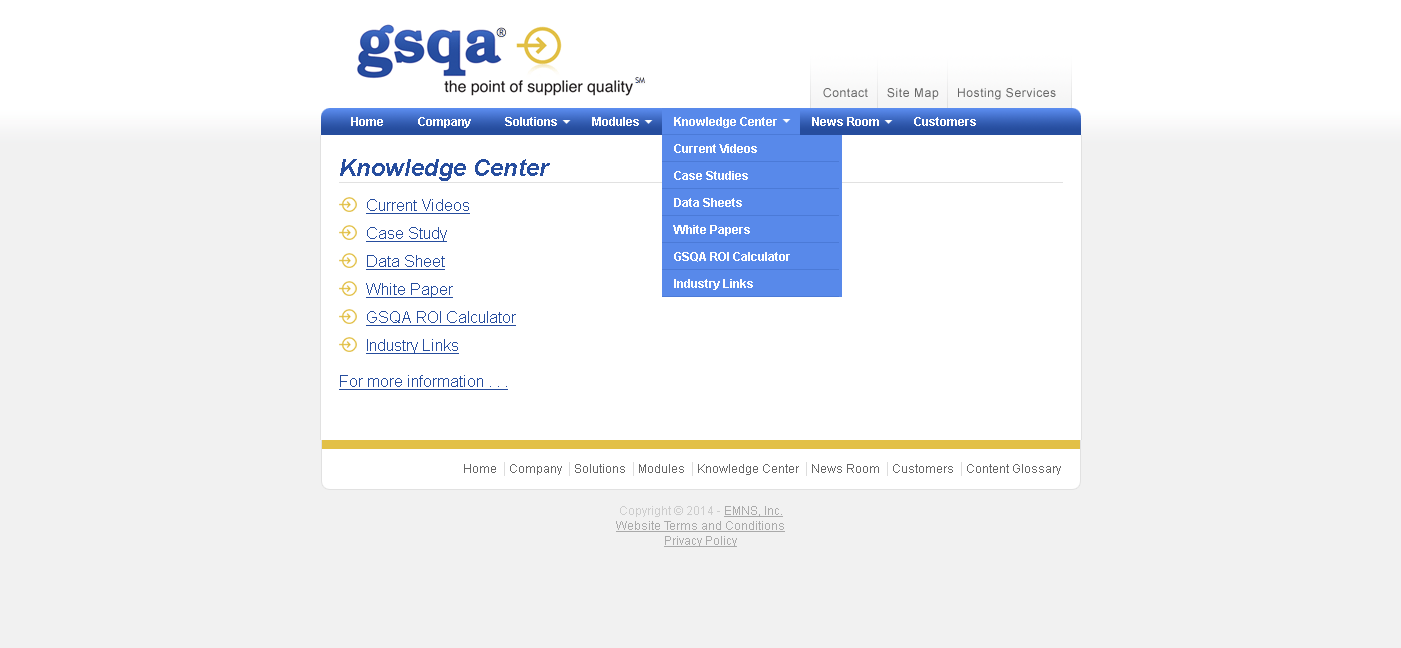 gsqa®
the point of supplier quality℠
Contact Site Map Hosting Services
Home Company Solutions Modules Knowledge Center News Room Customers
Current Videos
Case Studies
Data Sheets
White Papers
GSQA ROI Calculator
Industry Links
Knowledge Center
Current Videos
Case Study
Data Sheet
White Paper
GSQA ROI Calculator
Industry Links
For more information . . .
Home Company Solutions Modules Knowledge Center News Room Customers Content Glossary
Copyright © 2014 - EMNS, Inc.
Website Terms and Conditions
Privacy Policy